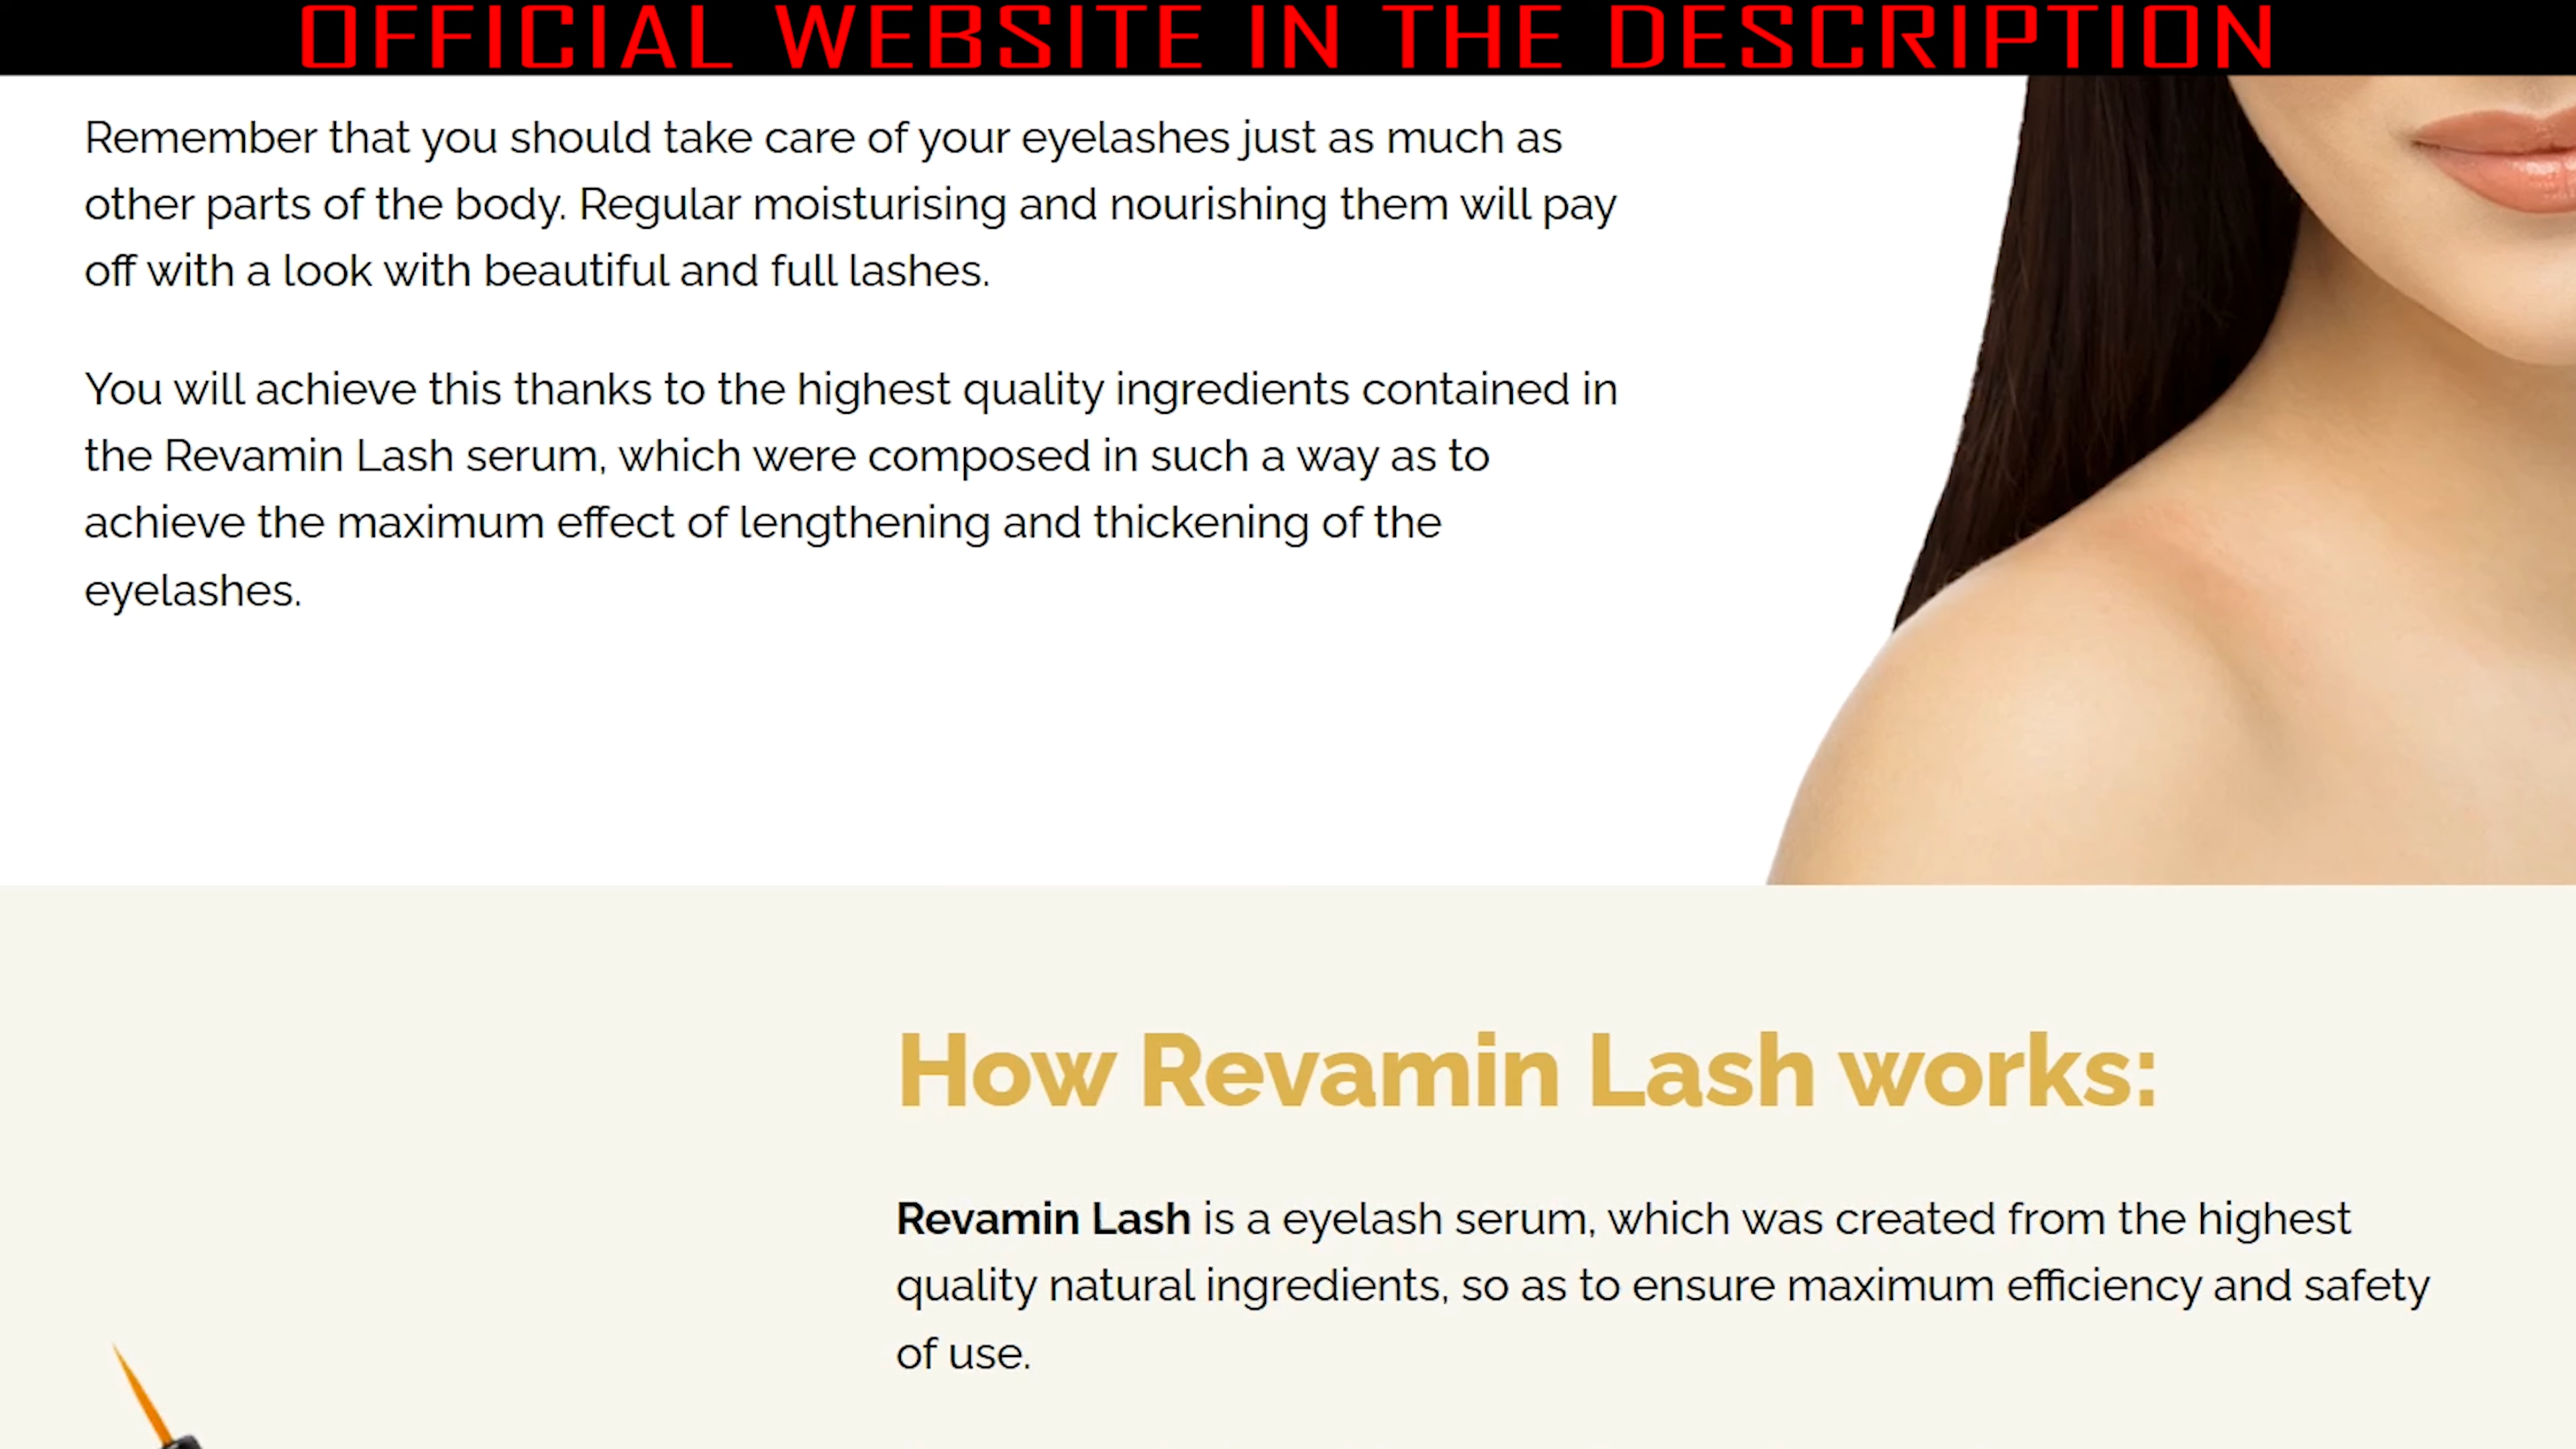 OFFICIAL WEBSITE IN THE DESCRIPTION
Remember that you should take care of your eyelashes just as much as
other parts of the body. Regular moisturising and nourishing them will pay
off with a look with beautiful and full lashes.
You will achieve this thanks to the highest quality ingredients contained in
the Revamin Lash serum, which were composed in such a way as to
achieve the maximum effect of lengthening and thickening of the
eyelashes.
How Revamin Lash works:
Revamin Lash is a eyelash serum, which was created from the highest
quality natural ingredients, so as to ensure maximum efficiency and safety
of use.